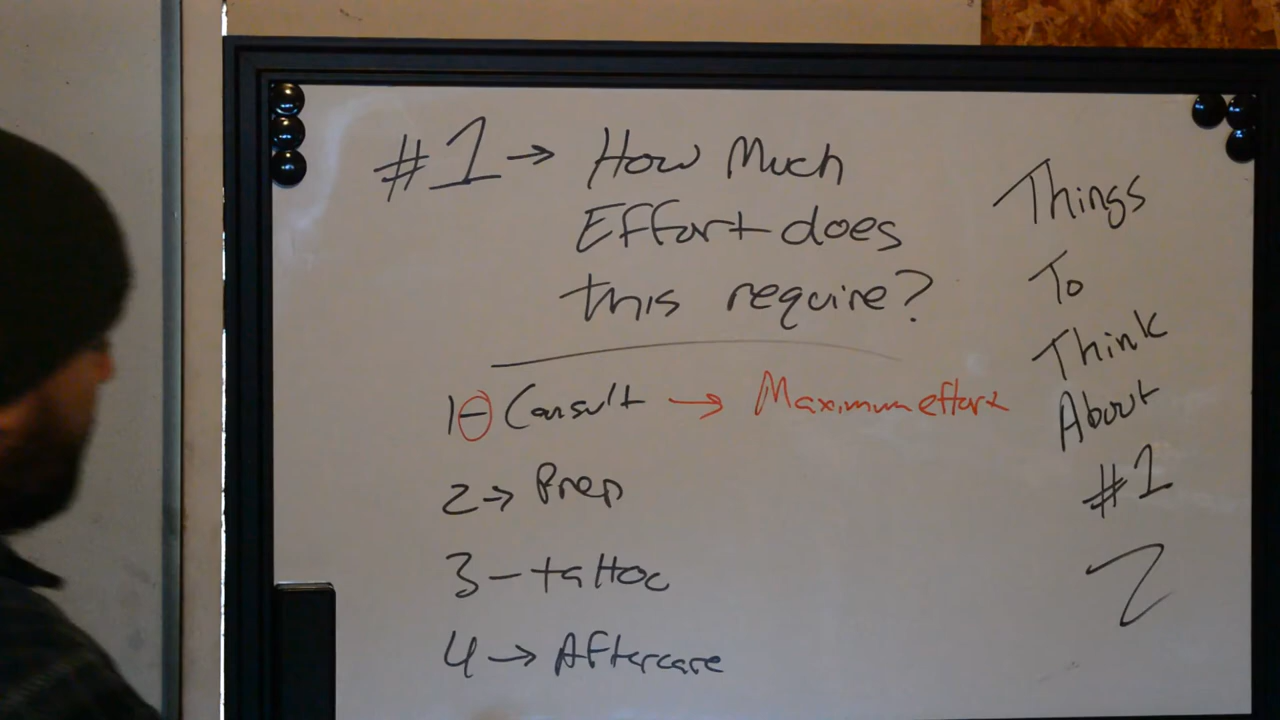 #1 → How Much
Effort does
this require?
1- Consult → Maximum effort
2 → Prep
3 - tattoo
4 → Aftercare
Things
To
Think
About
#1